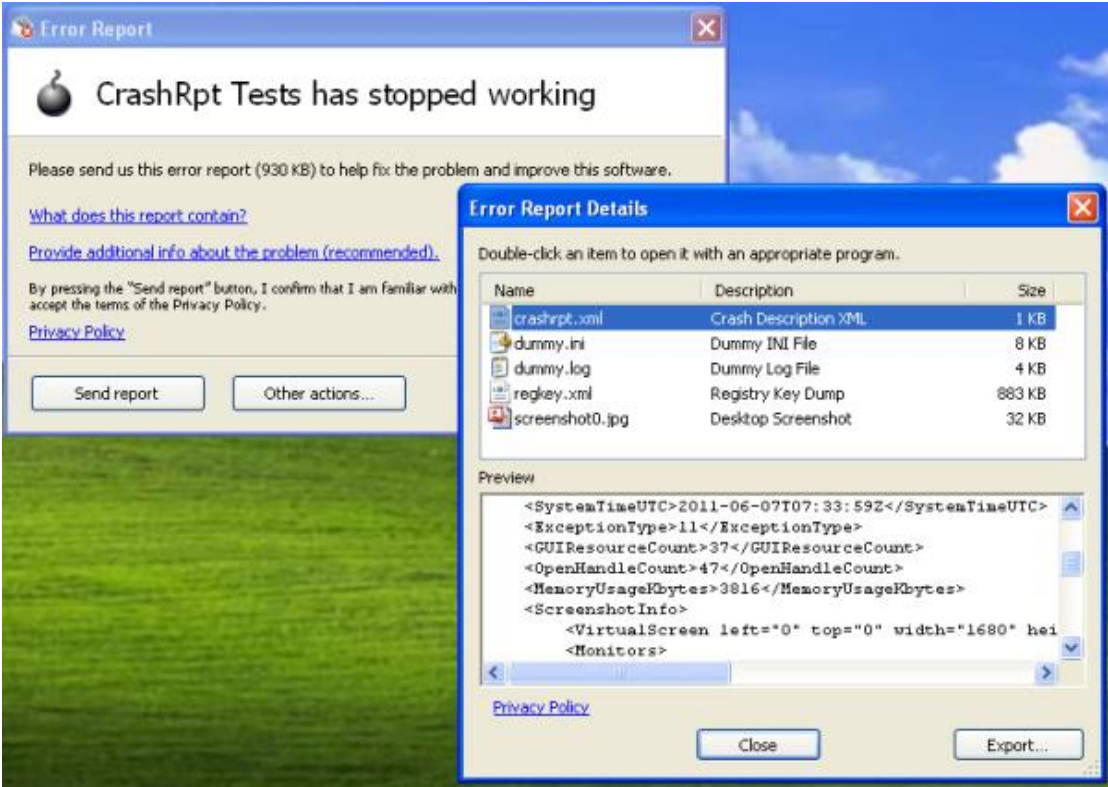 Error Report
CrashRpt Tests has stopped working
Please send us this error report (930 KB) to help fix the problem and improve this software.
What does this report contain?
Provide additional info about the problem (recommended).
By pressing the "Send report" button, I confirm that I am familiar with
accept the terms of the Privacy Policy.
Privacy Policy
Send report Other actions...
Error Report Details
Double-click an item to open it with an appropriate program.
Name Description Size
crashrpt.xml Crash Description XML 1 KB
dummy.ini Dummy INI File 8 KB
dummy.log Dummy Log File 4 KB
regkey.xml Registry Key Dump 883 KB
screenshot0.jpg Desktop Screenshot 32 KB
Preview
<SystemTimeUTC>2011-06-07T07:33:59Z</SystemTimeUTC>
<ExceptionType>11</ExceptionType>
<GUIResourceCount>37</GUIResourceCount>
<OpenHandleCount>47</OpenHandleCount>
<MemoryUsageKbytes>3816</MemoryUsageKbytes>
<ScreenshotInfo>
<VirtualScreen left="0" top="0" width="1680" hei
<Monitors>
Privacy Policy
Close Export...